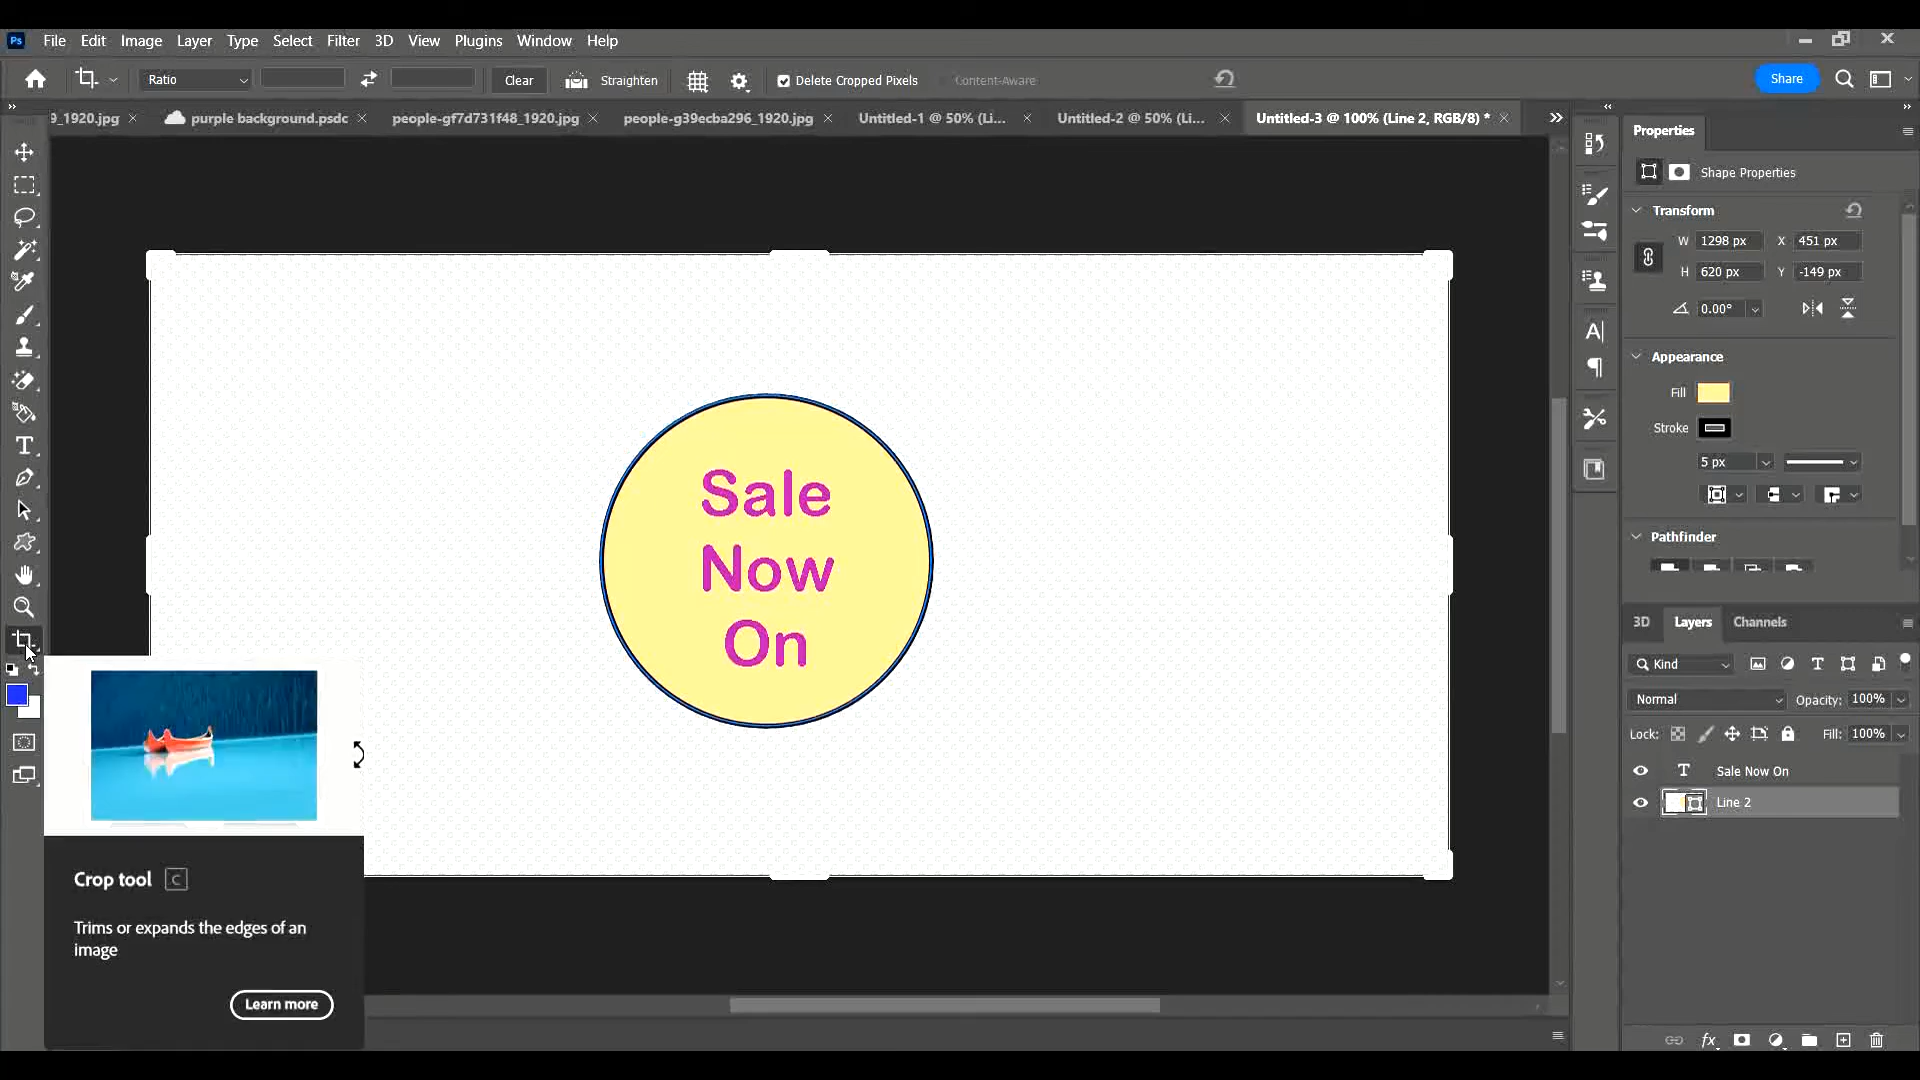 Ps File Edit Image Layer Type Select Filter 3D View Plugins Window Help
Ratio Clear Straighten Delete Cropped Pixels Content-Aware Share
9_1920.jpg purple background.psdc people-gf7d731f48_1920.jpg people-g39ecba296_1920.jpg Untitled-1 @ 50% (Li... Untitled-2 @ 50% (Li... Untitled-3 @ 100% (Line 2, RGB/8) *
Sale
Now
On
Crop tool C
Trims or expands the edges of an
image
Learn more
Properties
Shape Properties
Transform
W 1298 px X 451 px
H 620 px Y -149 px
0.00°
Appearance
Fill
Stroke
5 px
Pathfinder
3D Layers Channels
Kind
Normal Opacity: 100%
Lock: Fill: 100%
T Sale Now On
Line 2
fx